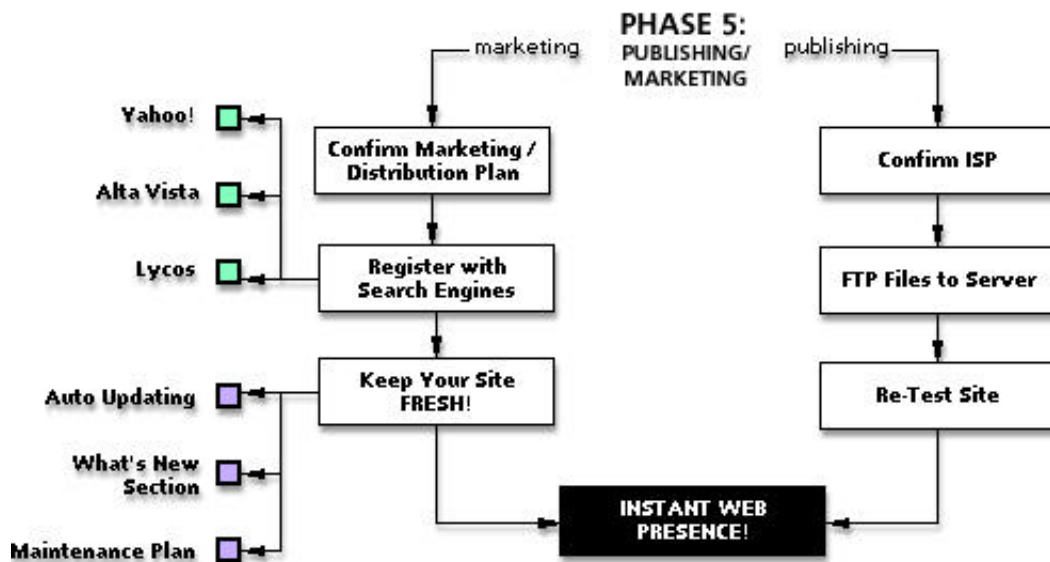 PHASE 5:
PUBLISHING/
MARKETING
marketing
publishing
Yahoo!
Alta Vista
Lycos
Confirm Marketing /
Distribution Plan
Register with
Search Engines
Keep Your Site
FRESH!
Auto Updating
What's New
Section
Maintenance Plan
Confirm ISP
FTP Files to Server
Re-Test Site
INSTANT WEB
PRESENCE!